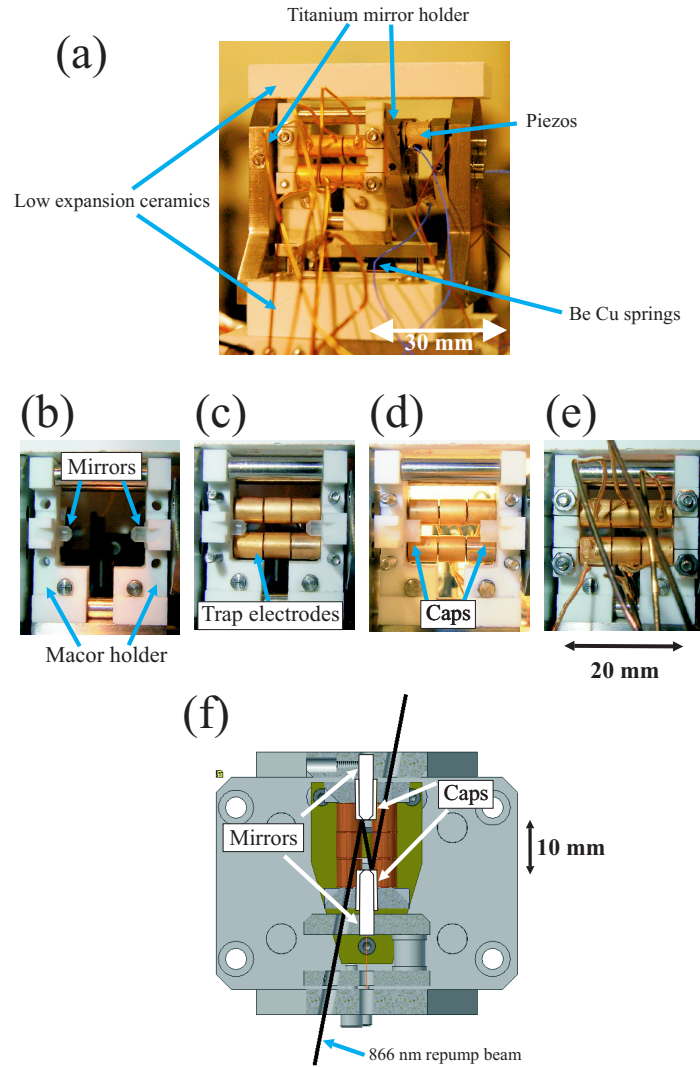 Titanium mirror holder
(a)
Piezos
Low expansion ceramics
Be Cu springs
30 mm
(b)
(c)
(d)
(e)
Mirrors
Trap electrodes
Caps
Macor holder
20 mm
(f)
Caps
Mirrors
10 mm
866 nm repump beam